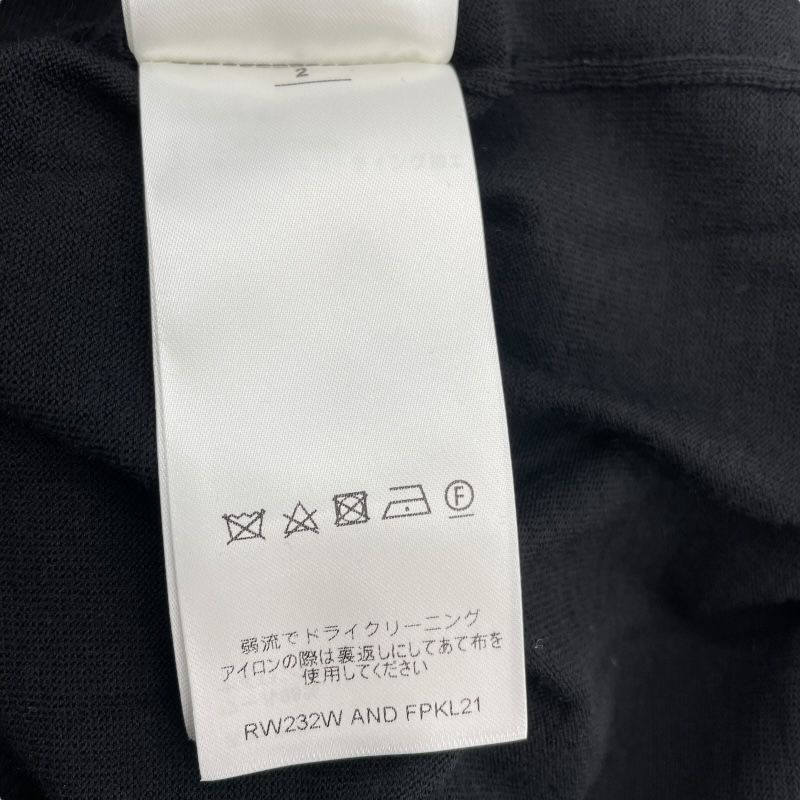 2
F
弱流でドライクリーニング
アイロンの際は裏返しにしてあて布を
使用してください
RW232W AND FPKL21